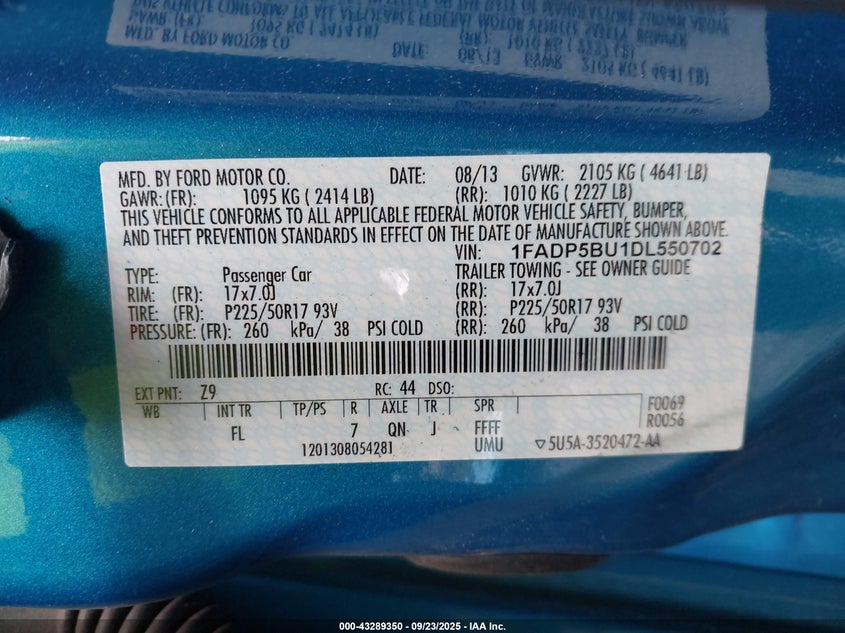 MFD. BY FORD MOTOR CO. DATE: 08/13 GVWR: 2105 KG ( 4641 LB)
GAWR: (FR): 1095 KG ( 2414 LB) (RR): 1010 KG ( 2227 LB)
THIS VEHICLE CONFORMS TO ALL APPLICABLE FEDERAL MOTOR VEHICLE SAFETY, BUMPER,
AND THEFT PREVENTION STANDARDS IN EFFECT ON THE DATE OF MANUFACTURE SHOWN ABOVE.
VIN: 1FADP5BU1DL550702
TYPE: Passenger Car TRAILER TOWING - SEE OWNER GUIDE
RIM: (FR): 17x7.0J (RR): 17x7.0J
TIRE: (FR): P225/50R17 93V (RR): P225/50R17 93V
PRESSURE: (FR): 260 kPa/ 38 PSI COLD (RR): 260 kPa/ 38 PSI COLD
EXT PNT: Z9 RC: 44 DSO:
WB INT TR TP/PS R AXLE TR SPR F0069
FL 7 QN J FFFF R0056
1201308054281 UMU ▽5U5A-3520472-AA
000-43289350 - 09/23/2025 - IAA Inc.